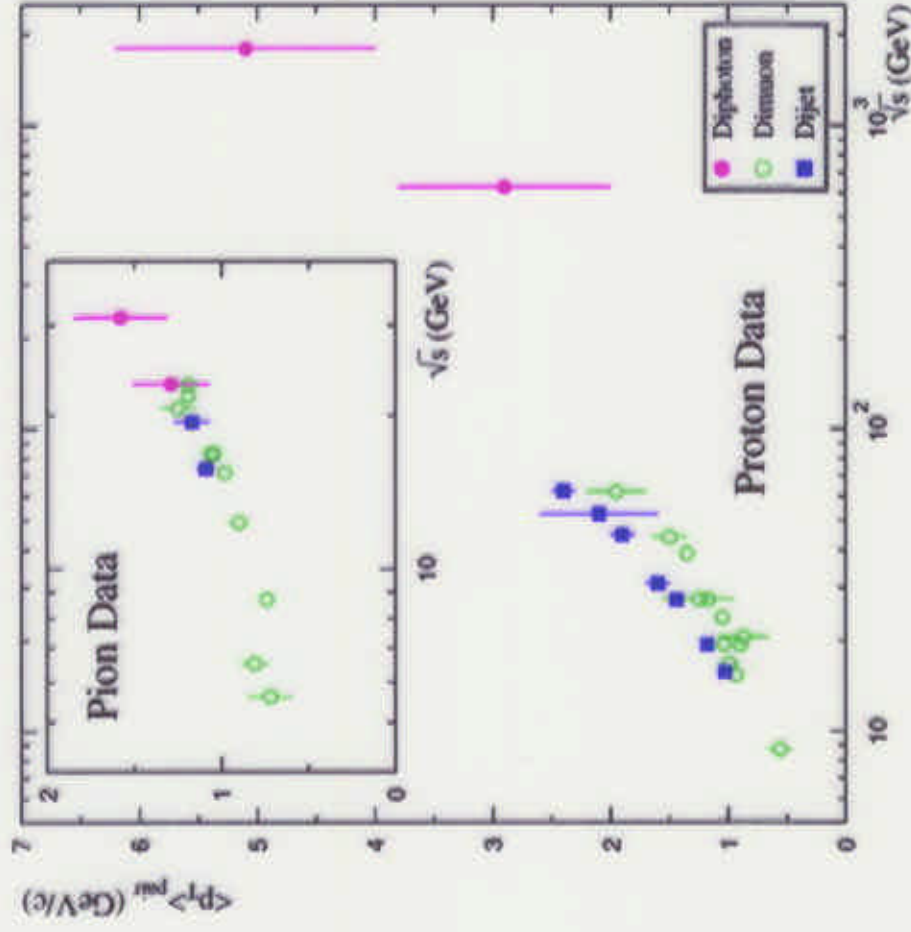 <pT>pair (GeV/c)
7
6
5
4
3
2
1
0
2
1
0
Pion Data
10
√s (GeV)
Proton Data
Diphoton
Dimuon
Dijet
10
10²
10³
√s (GeV)